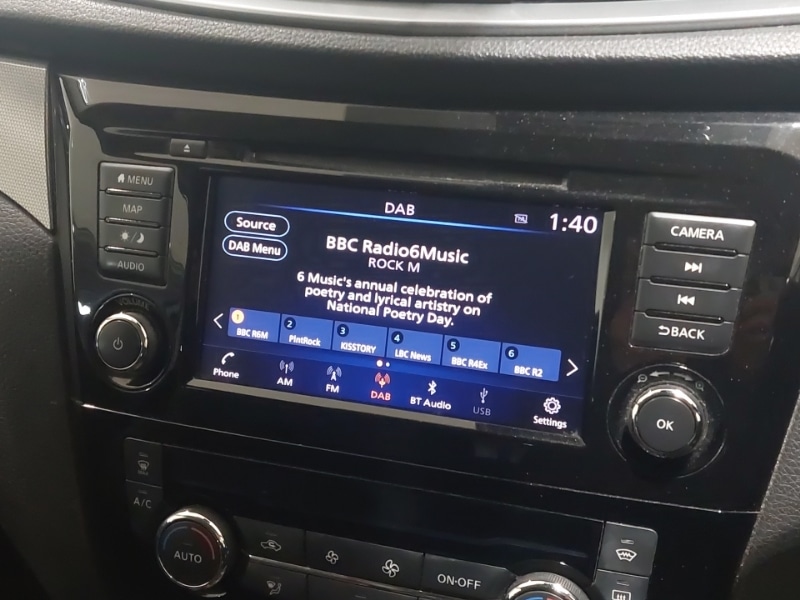 MENU
MAP
AUDIO
VOLUME
DAB
1:40
Source
DAB Menu
BBC Radio6Music
ROCK M
6 Music's annual celebration of
poetry and lyrical artistry on
National Poetry Day.
1 BBC R6M
2 PlntRock
3 KISSTORY
4 LBC News
5 BBC R4Ex
6 BBC R2
Phone
AM
FM
DAB
BT Audio
USB
Settings
CAMERA
BACK
OK
A/C
AUTO
ON·OFF